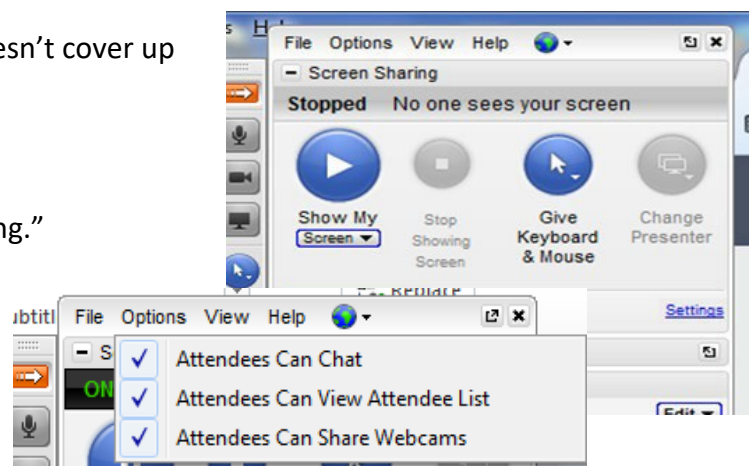 esn’t cover up
ng.”
File Options View Help
Screen Sharing
Stopped No one sees your screen
Show My
Screen
Stop
Showing
Screen
Give
Keyboard
& Mouse
Change
Presenter
Replace
Settings
Edit
ubtitl File Options View Help
ON
Attendees Can Chat
Attendees Can View Attendee List
Attendees Can Share Webcams